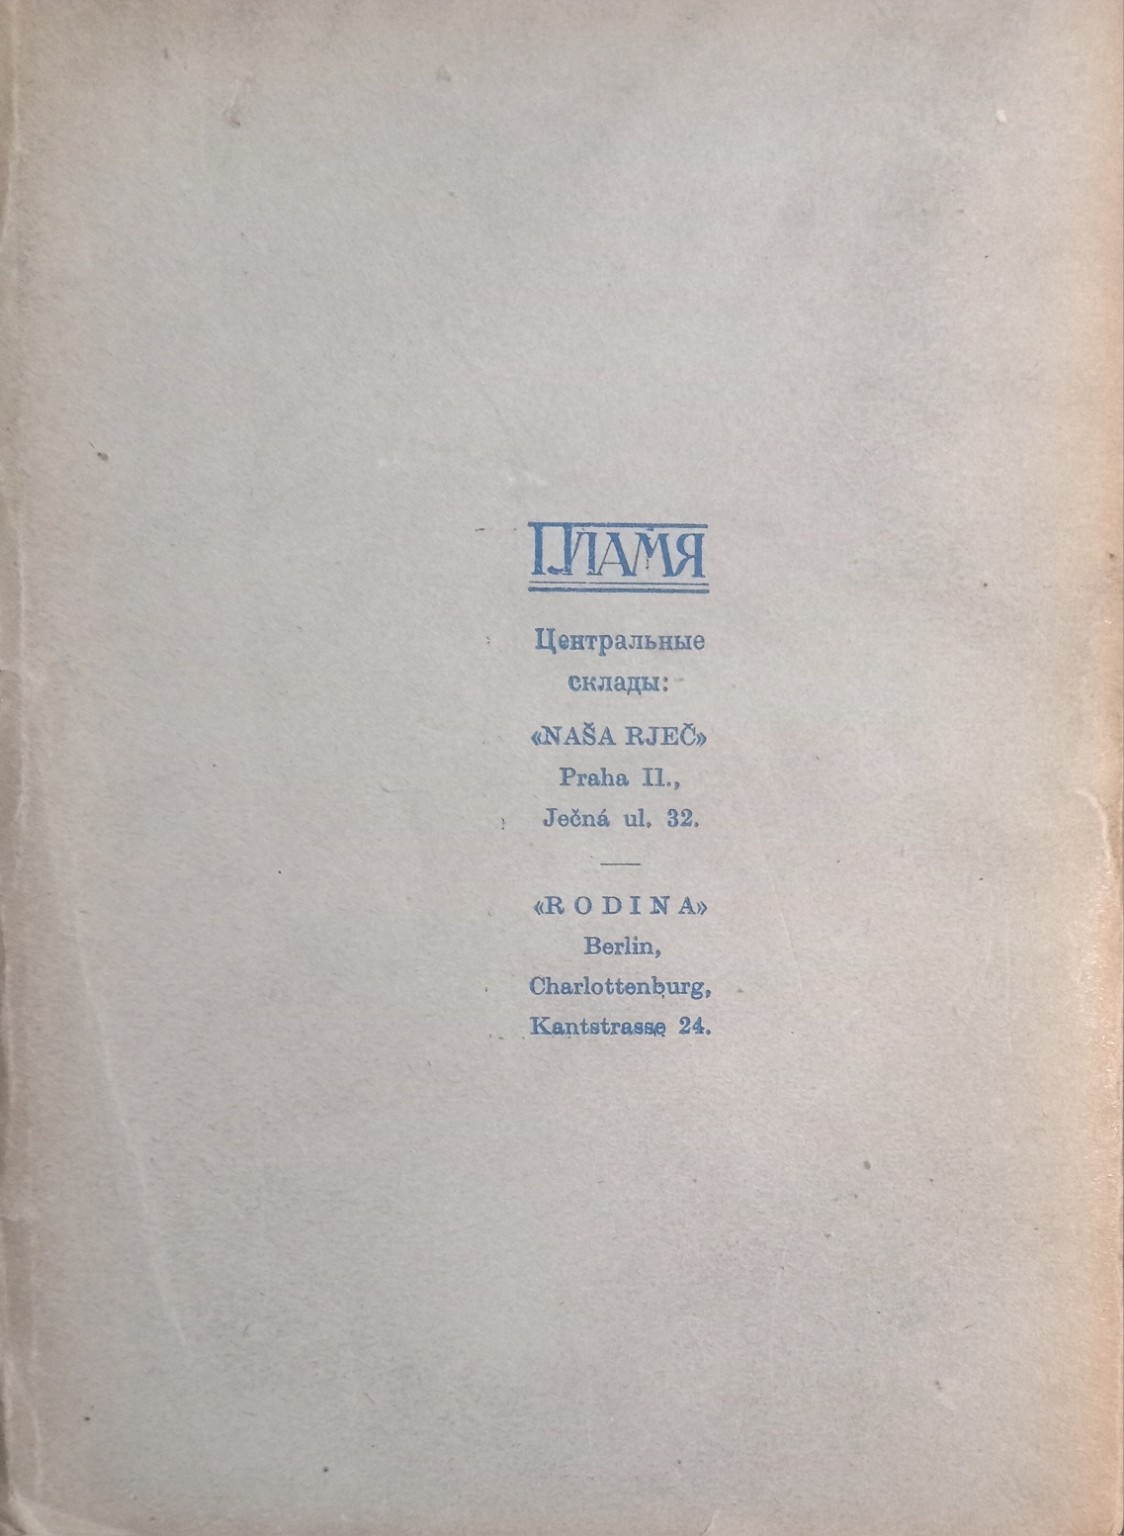 ПЛАМЯ
Центральные
склады:
«NAŠA RJEČ»
Praha II.,
Ječná ul. 32.
«RODINA»
Berlin,
Charlottenburg,
Kantstrasse 24.